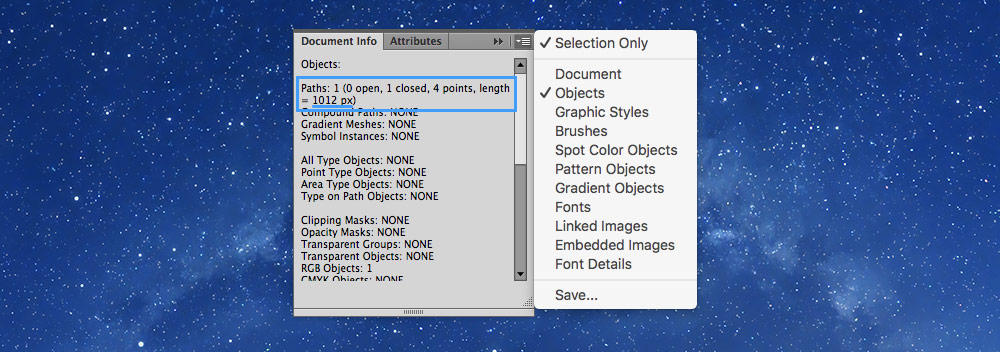 Document Info
Attributes
Objects:
Paths: 1 (0 open, 1 closed, 4 points, length
= 1012 px)
Compound Paths: NONE
Gradient Meshes: NONE
Symbol Instances: NONE
All Type Objects: NONE
Point Type Objects: NONE
Area Type Objects: NONE
Type on Path Objects: NONE
Clipping Masks: NONE
Opacity Masks: NONE
Transparent Groups: NONE
Transparent Objects: NONE
RGB Objects: 1
CMYK Objects: NONE
Selection Only
Document
Objects
Graphic Styles
Brushes
Spot Color Objects
Pattern Objects
Gradient Objects
Fonts
Linked Images
Embedded Images
Font Details
Save...